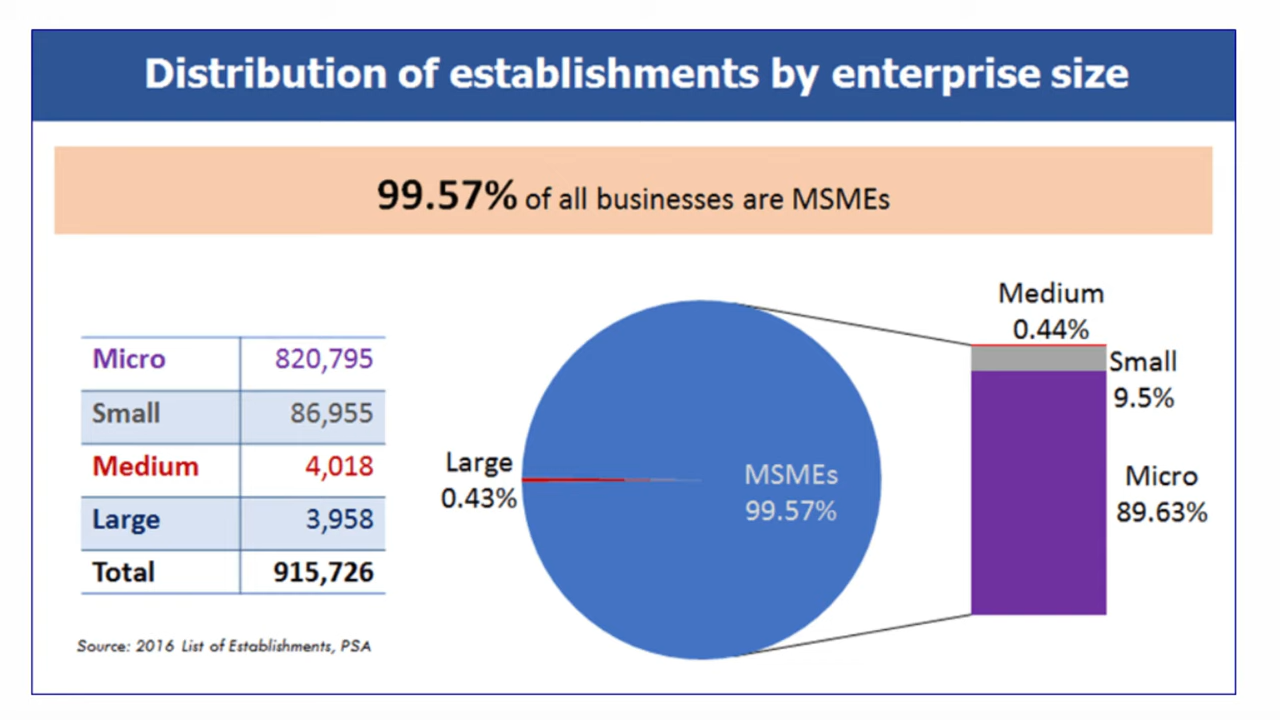 Distribution of establishments by enterprise size
99.57% of all businesses are MSMEs
Micro 820,795
Small 86,955
Medium 4,018
Large 3,958
Total 915,726
Source: 2016 List of Establishments, PSA
Large
0.43%
MSMEs
99.57%
Medium
0.44%
Small
9.5%
Micro
89.63%